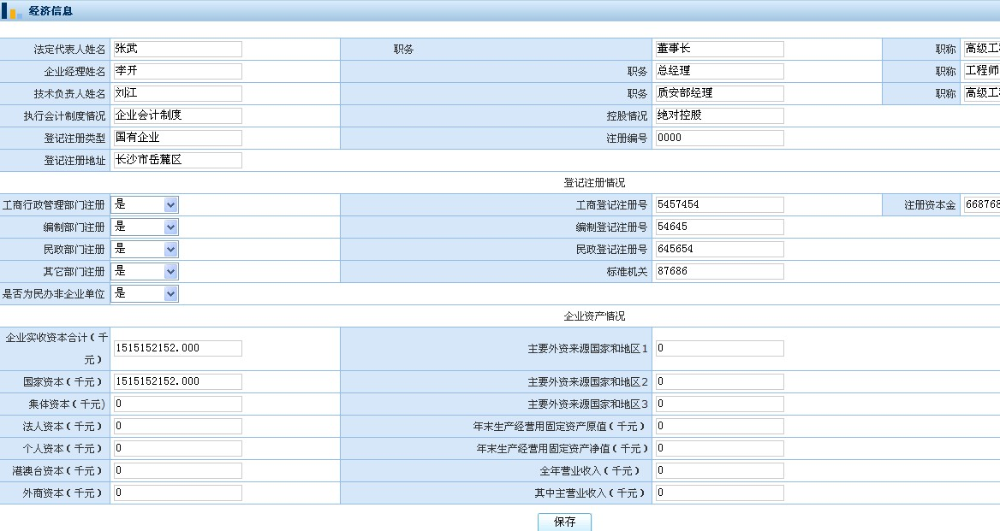 经济信息
法定代表人姓名 张武 职务 董事长 职称 高级工
企业经理姓名 李开 职务 总经理 职称 工程师
技术负责人姓名 刘江 职务 质安部经理 职称 高级工
执行会计制度情况 企业会计制度 控股情况 绝对控股
登记注册类型 国有企业 注册编号 0000
登记注册地址 长沙市岳麓区
登记注册情况
工商行政管理部门注册 是 工商登记注册号 5457454 注册资本金 668768
编制部门注册 是 编制登记注册号 54645
民政部门注册 是 民政登记注册号 645654
其它部门注册 是 标准机关 87686
是否为民办非企业单位 是
企业资产情况
企业实收资本合计（千
元） 1515152152.000 主要外资来源国家和地区1 0
国家资本（千元） 1515152152.000 主要外资来源国家和地区2 0
集体资本（千元) 0 主要外资来源国家和地区3 0
法人资本（千元） 0 年末生产经营用固定资产原值（千元） 0
个人资本（千元） 0 年末生产经营用固定资产净值（千元） 0
港澳台资本（千元） 0 全年营业收入（千元） 0
外商资本（千元） 0 其中主营业收入（千元） 0
保存